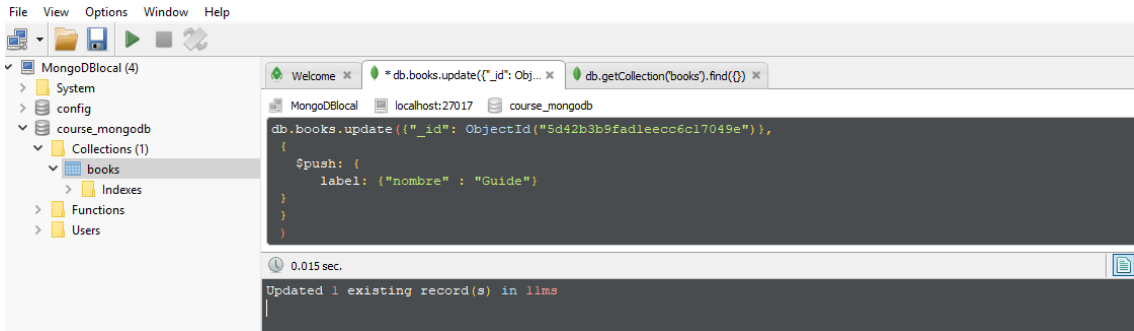 File View Options Window Help
MongoDBlocal (4)
System
config
course_mongodb
Collections (1)
books
Indexes
Functions
Users
Welcome
* db.books.update({"_id": Obj...
db.getCollection('books').find({})
MongoDBlocal localhost:27017 course_mongodb
db.books.update({"_id": ObjectId("5d42b3b9fad1eecc6c17049e")},
{
$push: {
label: {"nombre" : "Guide"}
}
}
)
0.015 sec.
Updated 1 existing record(s) in 11ms